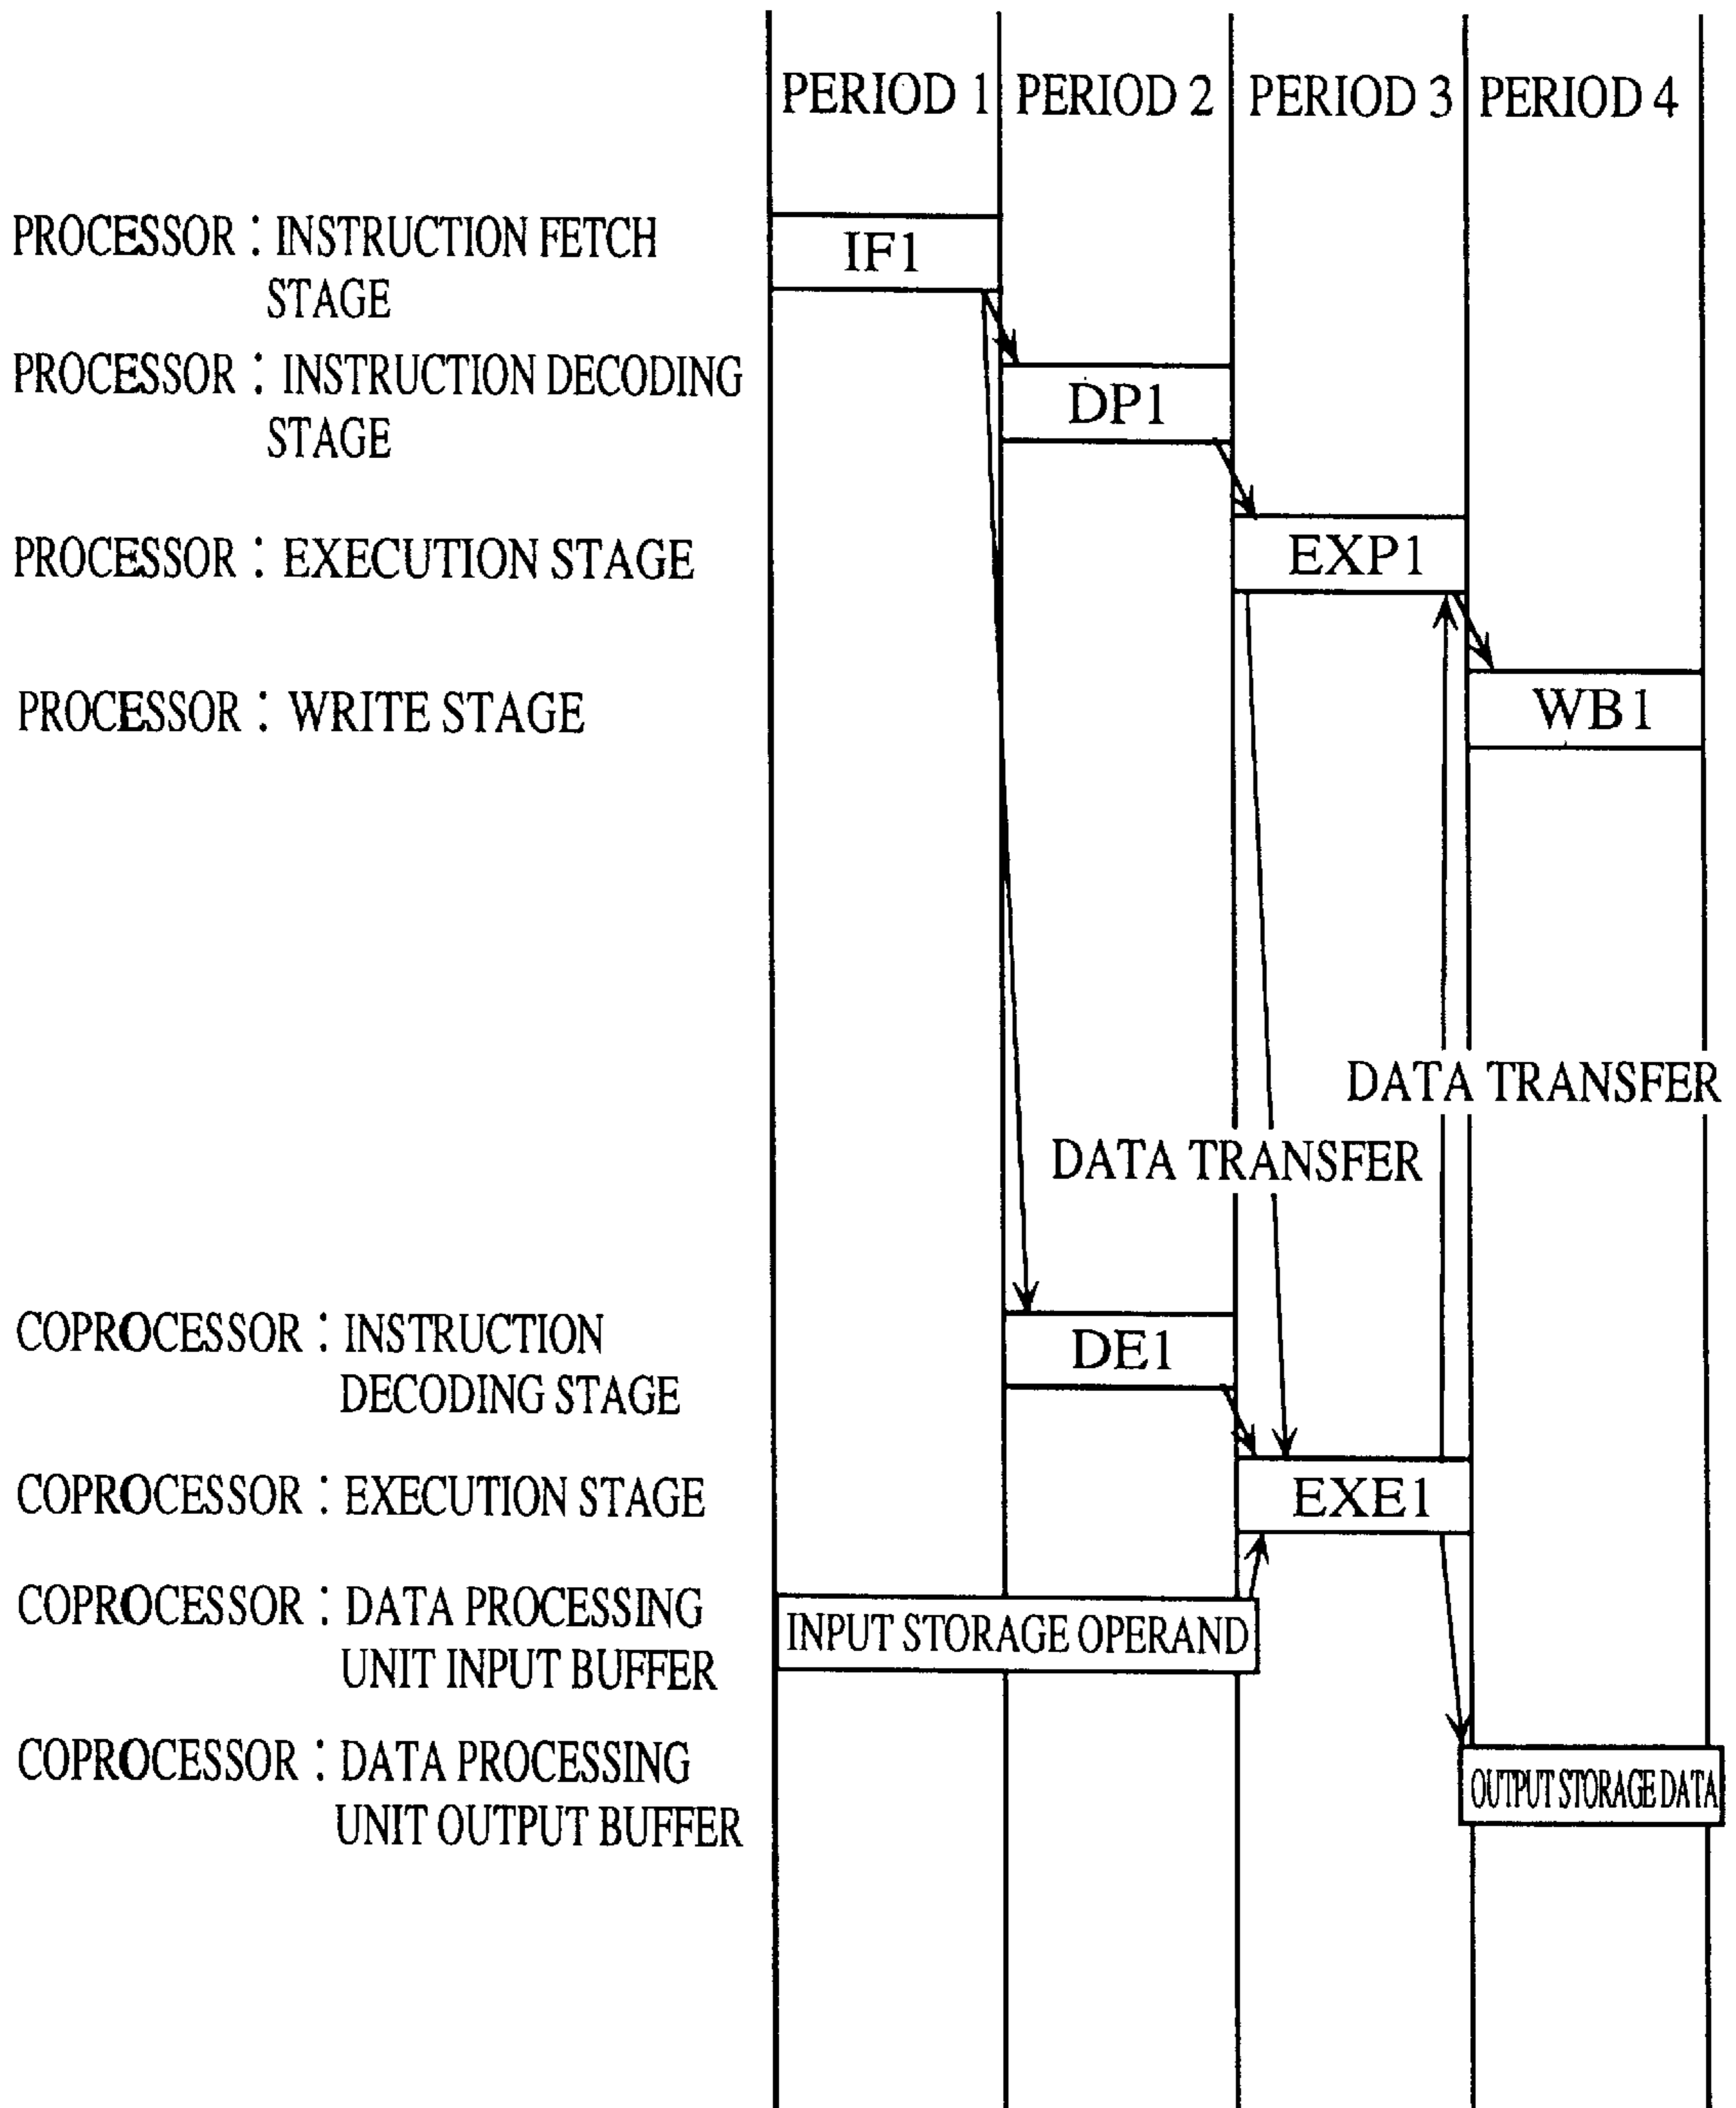 PERIOD 1 PERIOD 2 PERIOD 3 PERIOD 4
PROCESSOR : INSTRUCTION FETCH
STAGE
IF1
PROCESSOR : INSTRUCTION DECODING
STAGE
DP1
PROCESSOR : EXECUTION STAGE
EXP1
PROCESSOR : WRITE STAGE
WB1
DATA TRANSFER
DATA TRANSFER
COPROCESSOR : INSTRUCTION
DECODING STAGE
DE1
COPROCESSOR : EXECUTION STAGE
EXE1
COPROCESSOR : DATA PROCESSING
UNIT INPUT BUFFER
INPUT STORAGE OPERAND
COPROCESSOR : DATA PROCESSING
UNIT OUTPUT BUFFER
OUTPUT STORAGE DATA